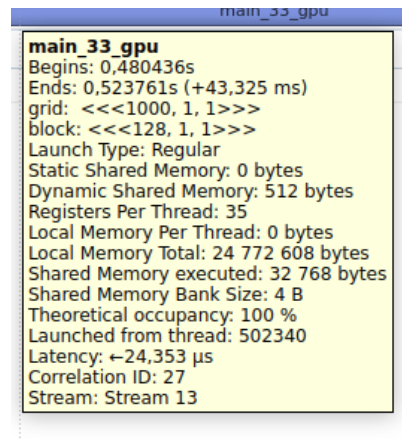 main_33_gpu
main_33_gpu
Begins: 0,480436s
Ends: 0,523761s (+43,325 ms)
grid:  <<<1000, 1, 1>>>
block: <<<128, 1, 1>>>
Launch Type: Regular
Static Shared Memory: 0 bytes
Dynamic Shared Memory: 512 bytes
Registers Per Thread: 35
Local Memory Per Thread: 0 bytes
Local Memory Total: 24 772 608 bytes
Shared Memory executed: 32 768 bytes
Shared Memory Bank Size: 4 B
Theoretical occupancy: 100 %
Launched from thread: 502340
Latency: ←24,353 μs
Correlation ID: 27
Stream: Stream 13